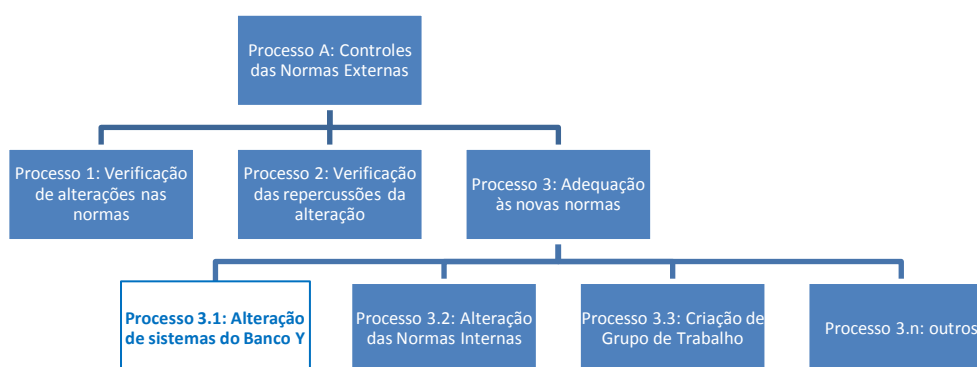 Processo A: Controles
das Normas Externas
Processo 1: Verificação
de alterações nas
normas
Processo 2: Verificação
das repercussões da
alteração
Processo 3: Adequação
às novas normas
Processo 3.1: Alteração
de sistemas do Banco Y
Processo 3.2: Alteração
das Normas Internas
Processo 3.3: Criação de
Grupo de Trabalho
Processo 3.n: outros